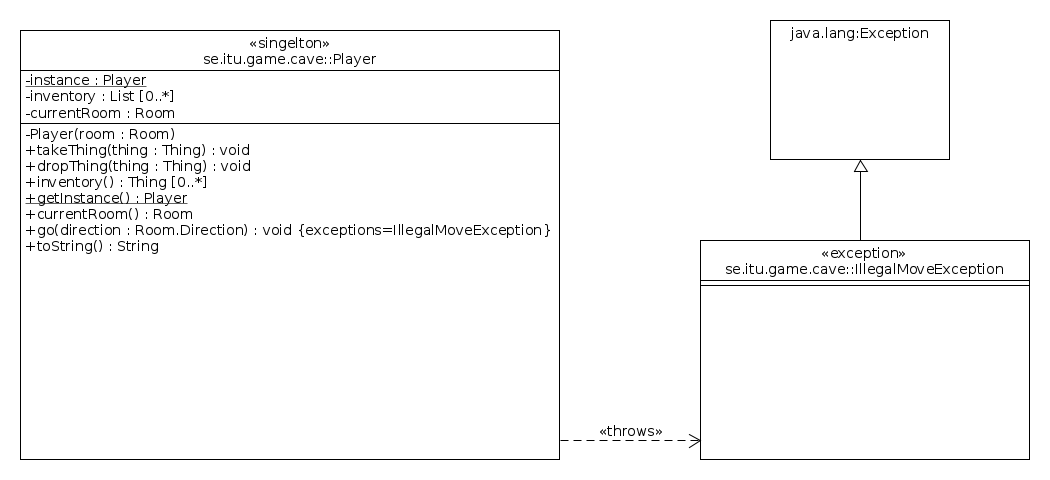 «singelton»
se.itu.game.cave::Player
-instance : Player
-inventory : List [0..*]
-currentRoom : Room
-Player(room : Room)
+takeThing(thing : Thing) : void
+dropThing(thing : Thing) : void
+inventory() : Thing [0..*]
+getInstance() : Player
+currentRoom() : Room
+go(direction : Room.Direction) : void {exceptions=IllegalMoveException}
+toString() : String
«throws»
java.lang:Exception
«exception»
se.itu.game.cave::IllegalMoveException